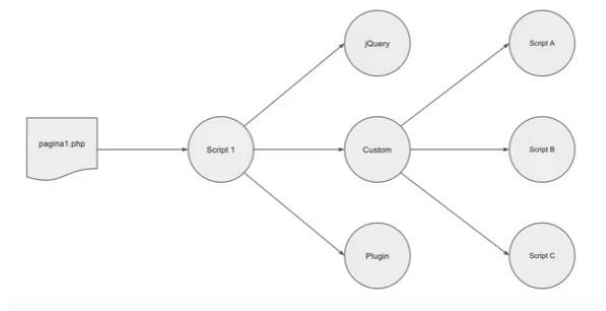 pagina1.php
Script 1
jQuery
Custom
Plugin
Script A
Script B
Script C